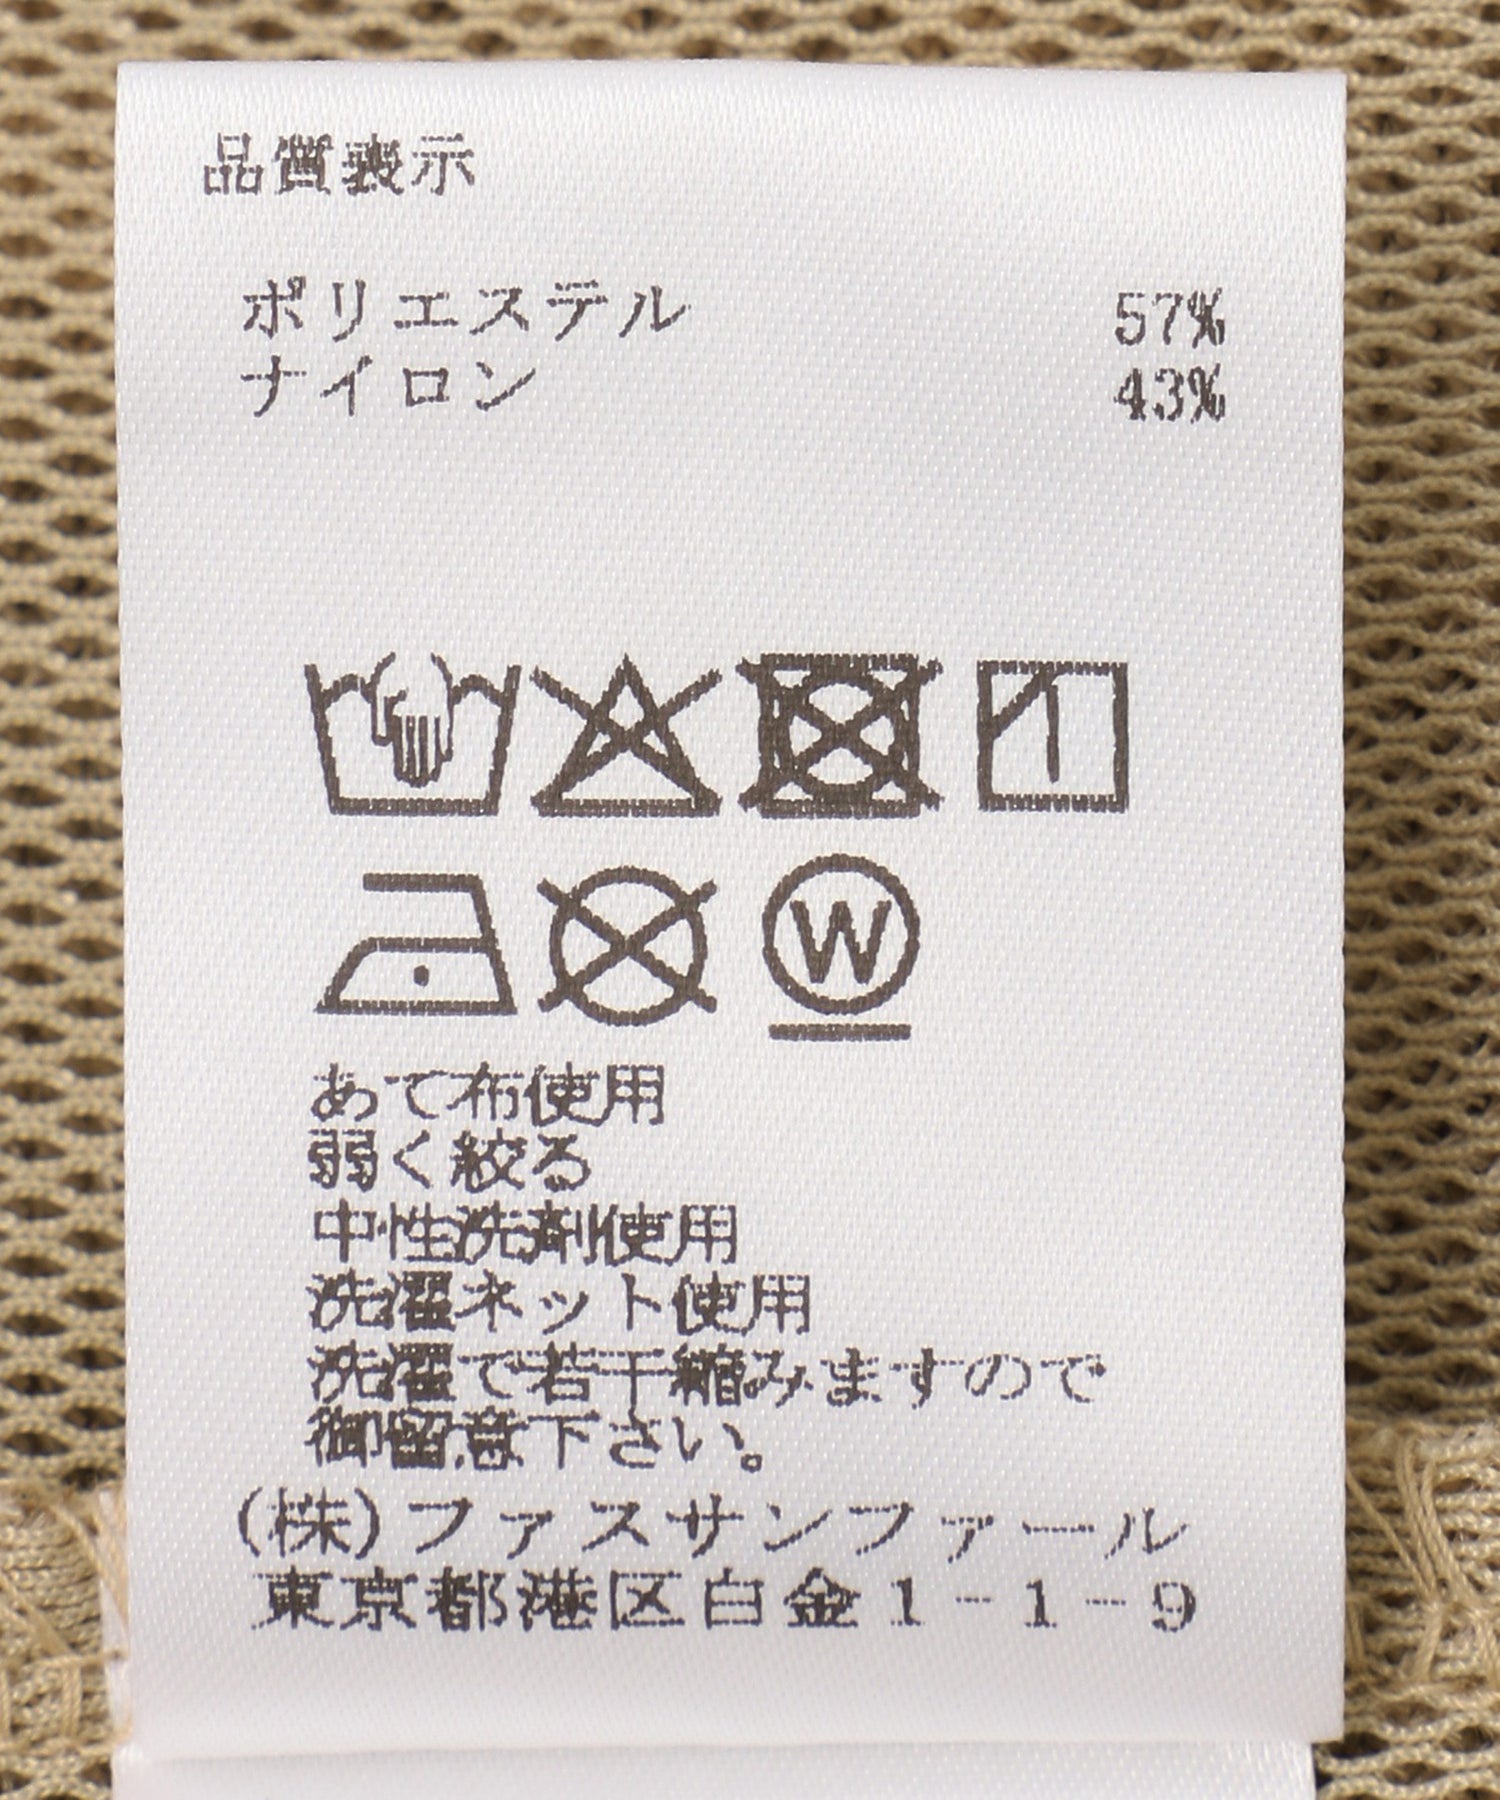 品質表示
ポリエステル 57%
ナイロン 43%
W
あて布使用
弱く絞る
中性洗剤使用
洗濯ネット使用
洗濯で若干縮みますので
御留意下さい。
(株)ファスサンファール
東京都港区白金1-1-9